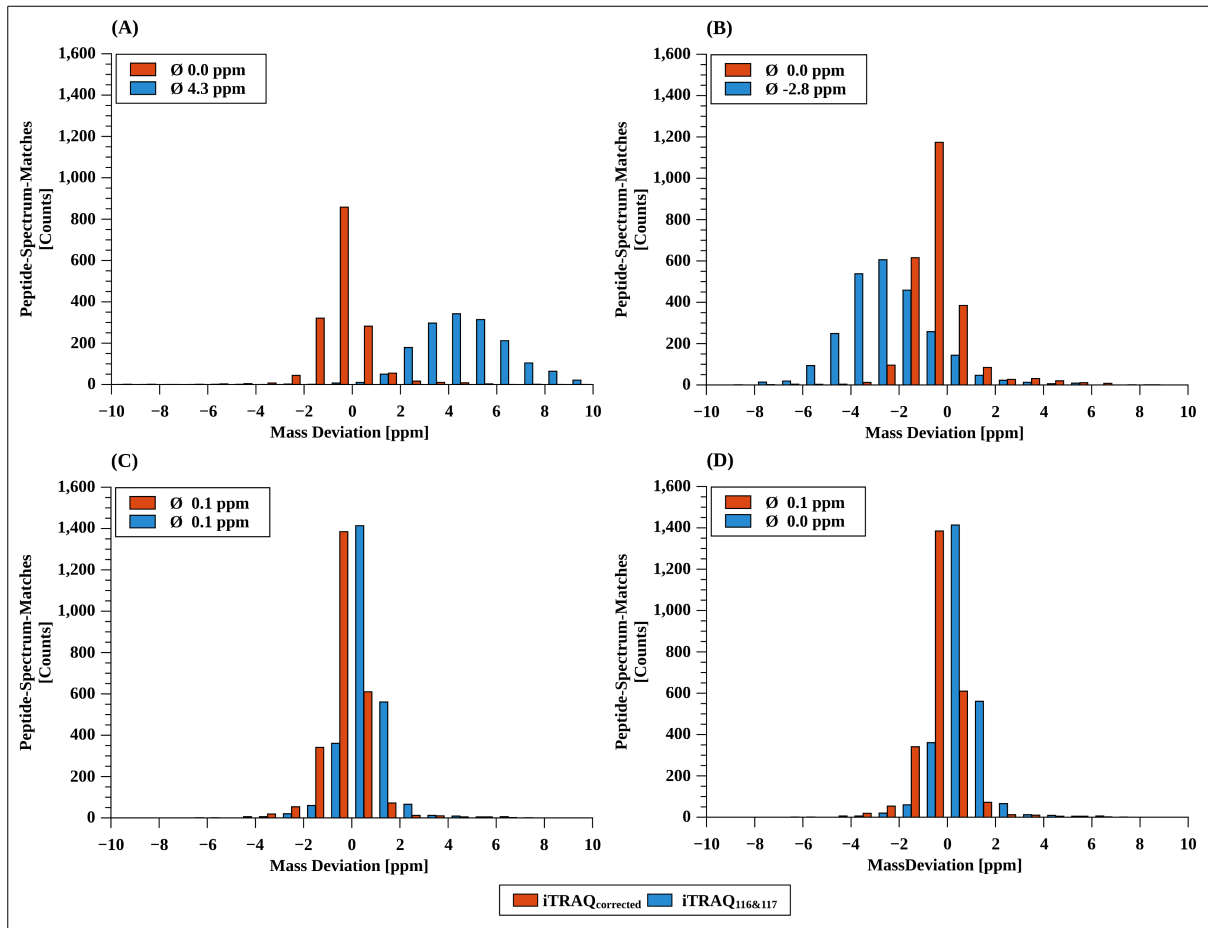 (A)
1,600
1,400
1,200
1,000
800
600
400
200
0
Peptide-Spectrum-Matches
[Counts]
Ø 0.0 ppm
Ø 4.3 ppm
−10 −8 −6 −4 −2 0 2 4 6 8 10
Mass Deviation [ppm]
(B)
1,600
1,400
1,200
1,000
800
600
400
200
0
Peptide-Spectrum-Matches
[Counts]
Ø 0.0 ppm
Ø -2.8 ppm
−10 −8 −6 −4 −2 0 2 4 6 8 10
Mass Deviation [ppm]
(C)
1,600
1,400
1,200
1,000
800
600
400
200
0
Peptide-Spectrum-Matches
[Counts]
Ø 0.1 ppm
Ø 0.1 ppm
−10 −8 −6 −4 −2 0 2 4 6 8 10
Mass Deviation [ppm]
(D)
1,600
1,400
1,200
1,000
800
600
400
200
0
Peptide-Spectrum-Matches
[Counts]
Ø 0.1 ppm
Ø 0.0 ppm
−10 −8 −6 −4 −2 0 2 4 6 8 10
MassDeviation [ppm]
iTRAQcorrected iTRAQ116&117